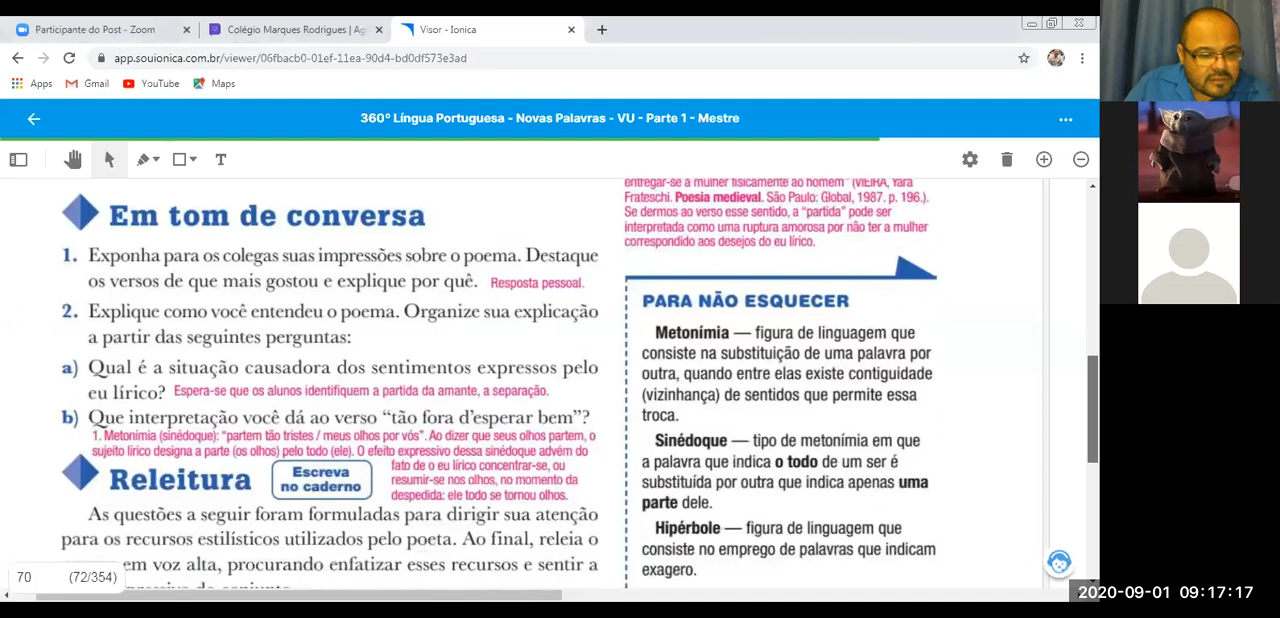 Participante do Post - Zoom
Colégio Marques Rodrigues | Ag
Visor - Ionica
app.souionica.com.br/viewer/06fbacb0-01ef-11ea-90d4-bd0df573e3ad
Apps Gmail YouTube Maps
360º Língua Portuguesa - Novas Palavras - VU - Parte 1 - Mestre
T
Em tom de conversa
1. Exponha para os colegas suas impressões sobre o poema. Destaque
os versos de que mais gostou e explique por quê. Resposta pessoal.
2. Explique como você entendeu o poema. Organize sua explicação
a partir das seguintes perguntas:
a) Qual é a situação causadora dos sentimentos expressos pelo
eu lírico? Espera-se que os alunos identifiquem a partida da amante, a separação.
b) Que interpretação você dá ao verso “tão fora d’esperar bem”?
1. Metonímia (sinédoque): “partem tão tristes / meus olhos por vós”. Ao dizer que seus olhos partem, o
sujeito lírico designa a parte (os olhos) pelo todo (ele). O efeito expressivo dessa sinédoque advém do
fato de o eu lírico concentrar-se, ou
resumir-se nos olhos, no momento da
despedida: ele todo se tornou olhos.
Releitura
Escreva
no caderno
As questões a seguir foram formuladas para dirigir sua atenção
para os recursos estilísticos utilizados pelo poeta. Ao final, releia o
em voz alta, procurando enfatizar esses recursos e sentir a
70 (72/354)
entregar-se a mulher fisicamente ao homem” (VIEIRA, Yara
Frateschi. Poesia medieval. São Paulo: Global, 1987. p. 196.).
Se dermos ao verso esse sentido, a “partida” pode ser
interpretada como uma ruptura amorosa por não ter a mulher
correspondido aos desejos do eu lírico.
PARA NÃO ESQUECER
Metonímia — figura de linguagem que
consiste na substituição de uma palavra por
outra, quando entre elas existe contiguidade
(vizinhança) de sentidos que permite essa
troca.
Sinédoque — tipo de metonímia em que
a palavra que indica o todo de um ser é
substituída por outra que indica apenas uma
parte dele.
Hipérbole — figura de linguagem que
consiste no emprego de palavras que indicam
exagero.
2020-09-01 09:17:17